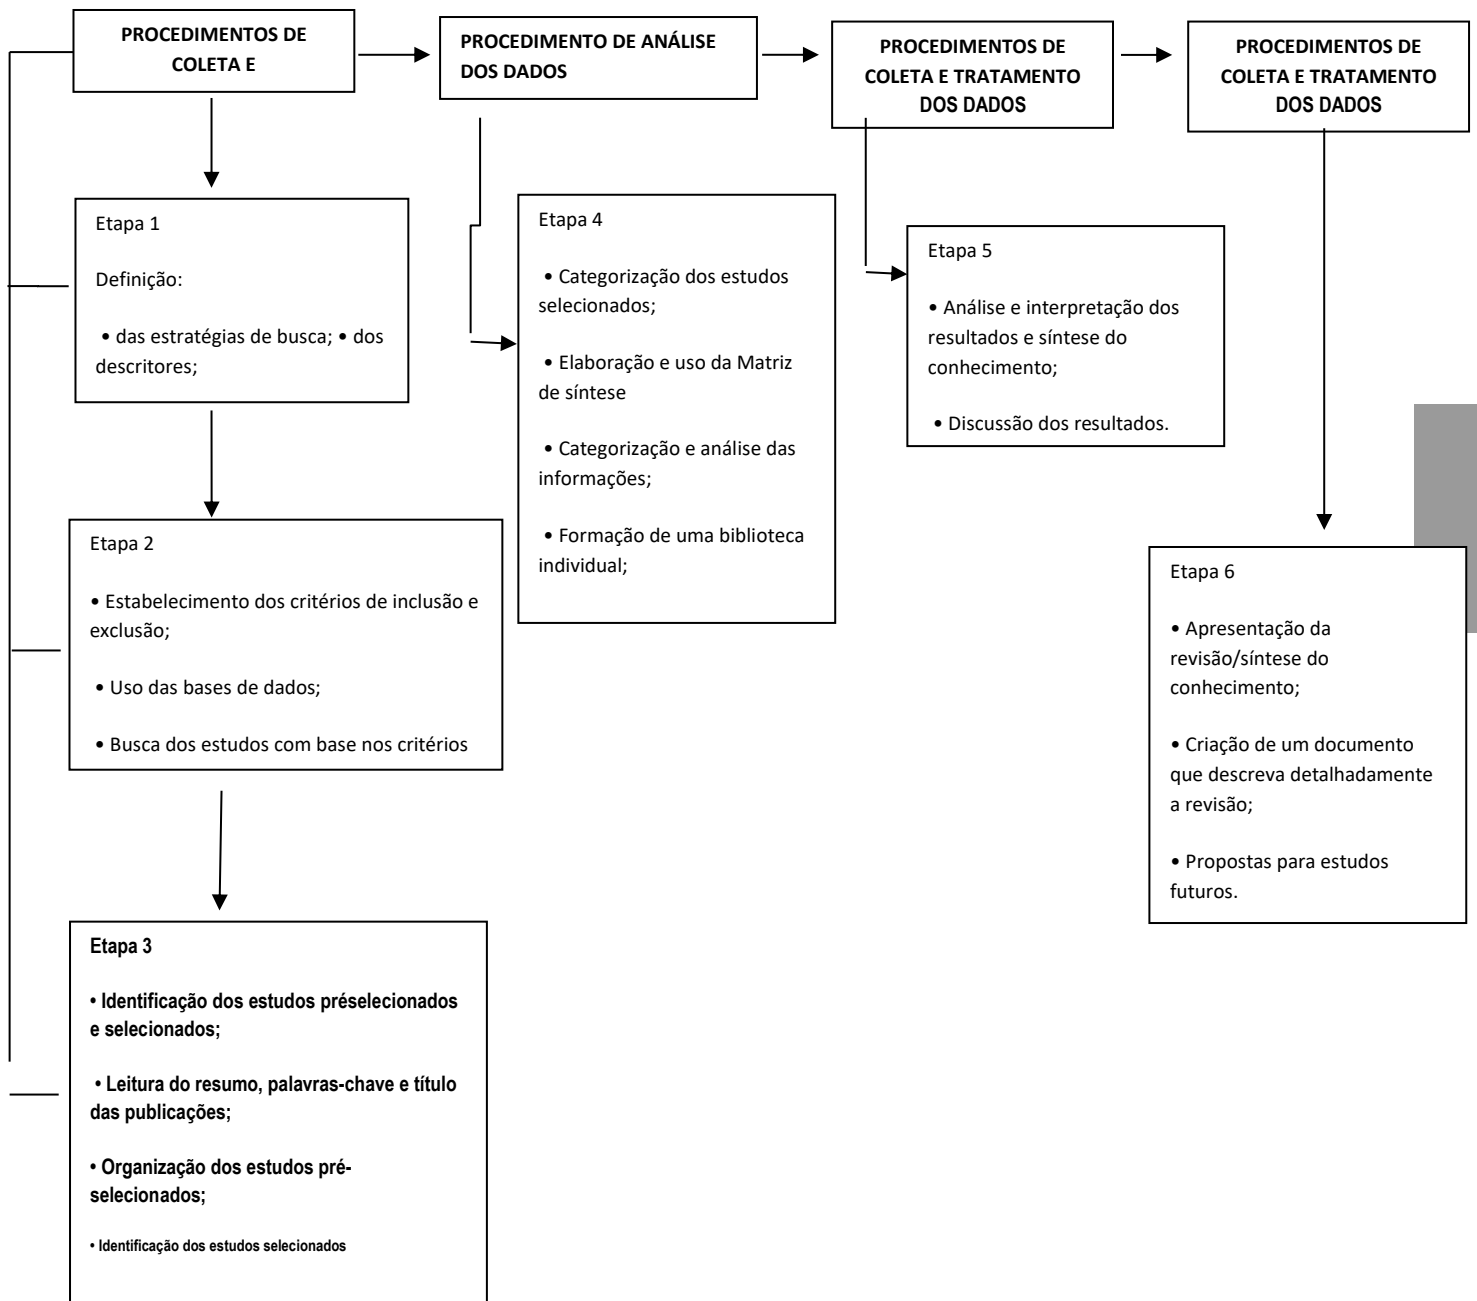 PROCEDIMENTOS DE
COLETA E
PROCEDIMENTO DE ANÁLISE
DOS DADOS
PROCEDIMENTOS DE
COLETA E TRATAMENTO
DOS DADOS
PROCEDIMENTOS DE
COLETA E TRATAMENTO
DOS DADOS
Etapa 1
Definição:
• das estratégias de busca; • dos
descritores;
Etapa 2
• Estabelecimento dos critérios de inclusão e
exclusão;
• Uso das bases de dados;
• Busca dos estudos com base nos critérios
Etapa 3
• Identificação dos estudos préselecionados
e selecionados;
• Leitura do resumo, palavras-chave e título
das publicações;
• Organização dos estudos pré-
selecionados;
• Identificação dos estudos selecionados
Etapa 4
• Categorização dos estudos
selecionados;
• Elaboração e uso da Matriz
de síntese
• Categorização e análise das
informações;
• Formação de uma biblioteca
individual;
Etapa 5
• Análise e interpretação dos
resultados e síntese do
conhecimento;
• Discussão dos resultados.
Etapa 6
• Apresentação da
revisão/síntese do
conhecimento;
• Criação de um documento
que descreva detalhadamente
a revisão;
• Propostas para estudos
futuros.